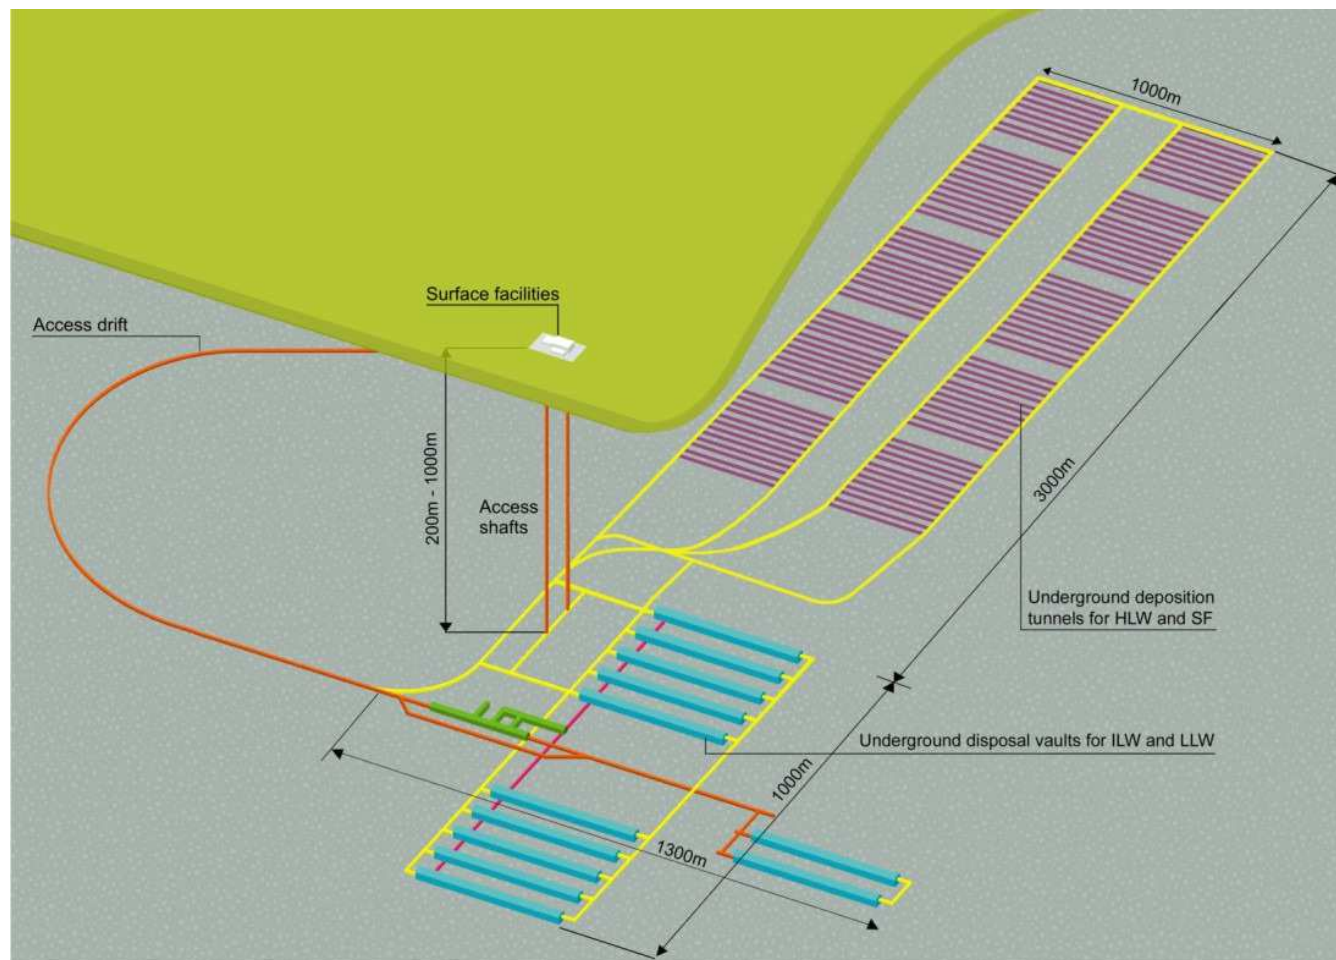 1000m
Surface facilities
Access drift
200m - 1000m
Access
shafts
3000m
Underground deposition
tunnels for HLW and SF
Underground disposal vaults for ILW and LLW
1000m
1300m